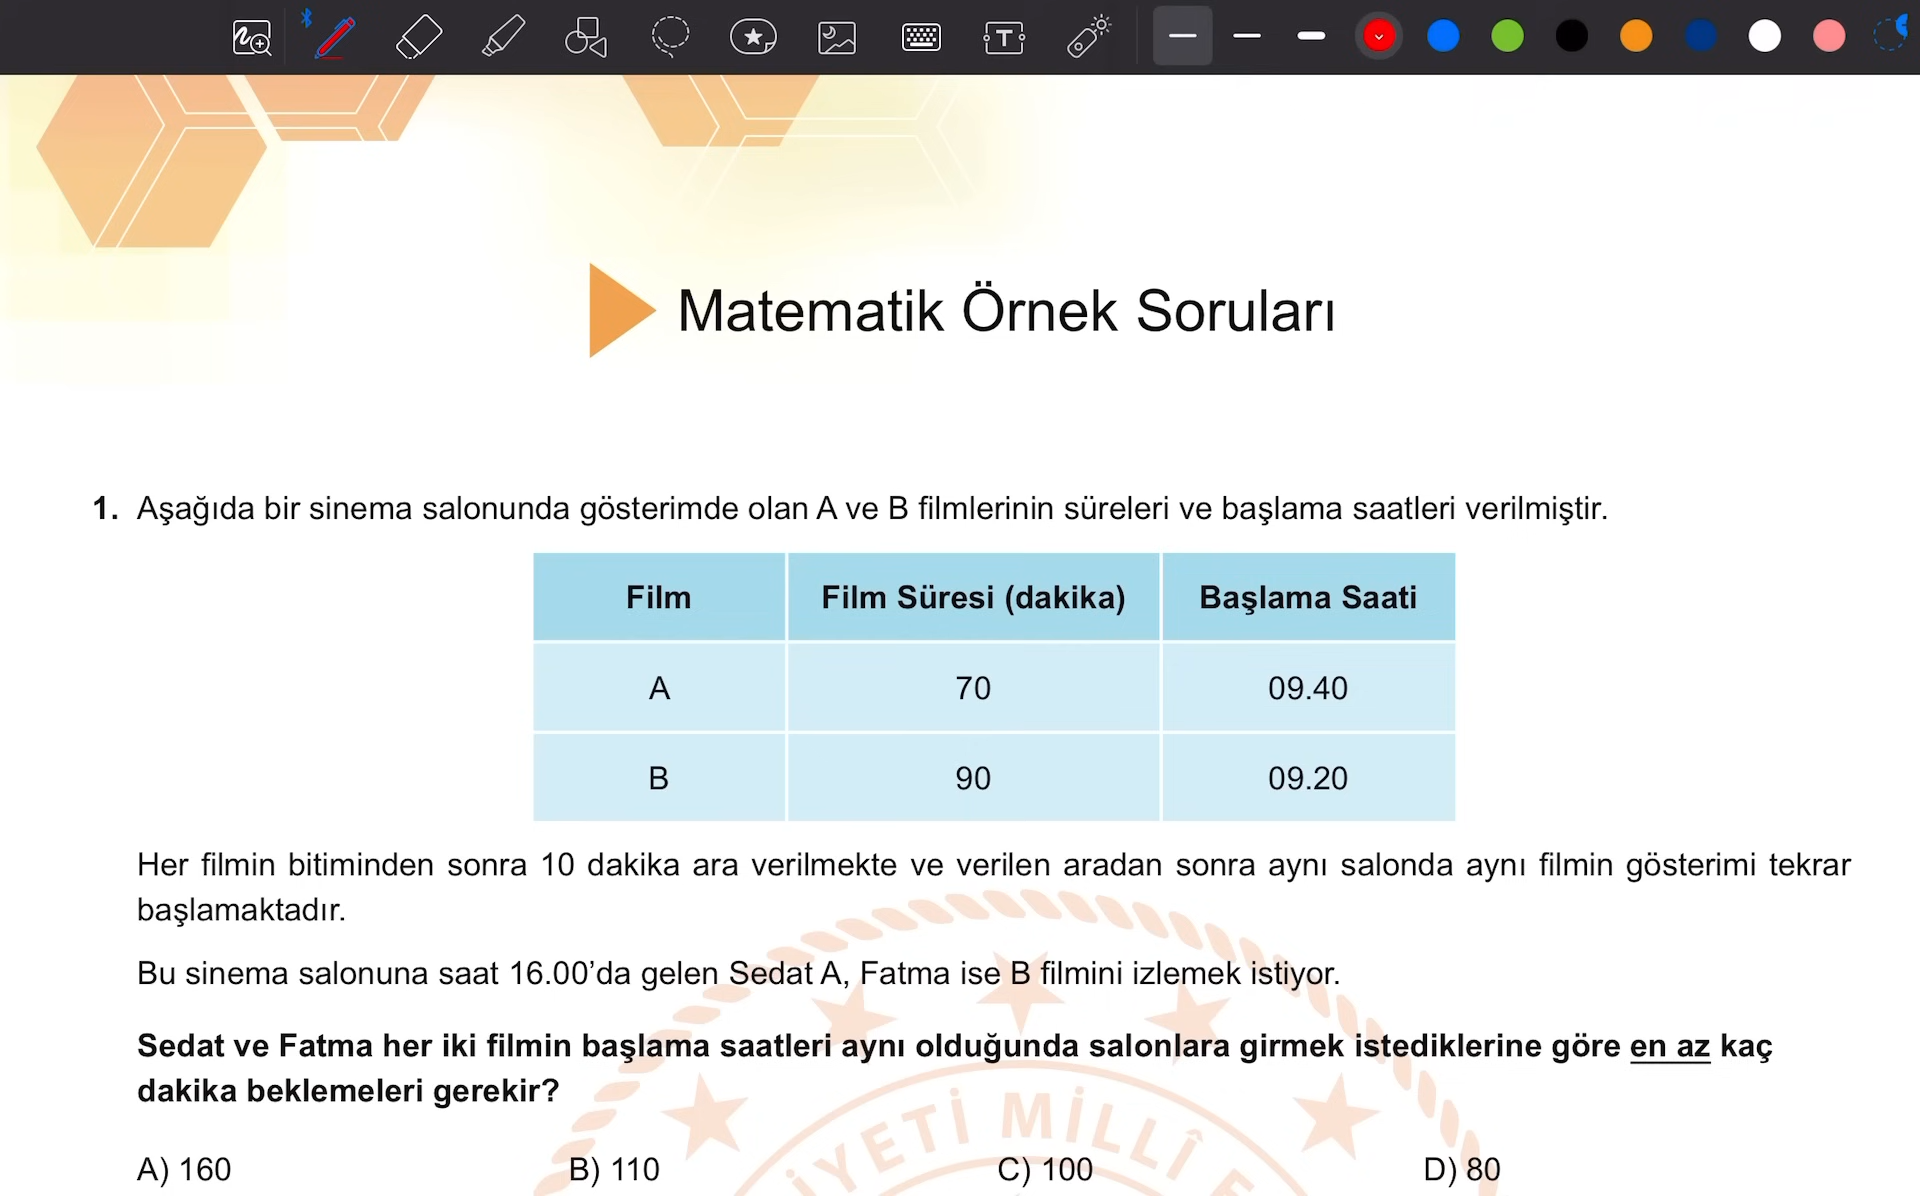 Matematik Örnek Soruları
1. Aşağıda bir sinema salonunda gösterimde olan A ve B filmlerinin süreleri ve başlama saatleri verilmiştir.
Film Film Süresi (dakika) Başlama Saati
A 70 09.40
B 90 09.20
Her filmin bitiminden sonra 10 dakika ara verilmekte ve verilen aradan sonra aynı salonda aynı filmin gösterimi tekrar
başlamaktadır.
Bu sinema salonuna saat 16.00’da gelen Sedat A, Fatma ise B filmini izlemek istiyor.
Sedat ve Fatma her iki filmin başlama saatleri aynı olduğunda salonlara girmek istediklerine göre en az kaç
dakika beklemeleri gerekir?
İYETİ MİLLÎ E
A) 160 B) 110 C) 100 D) 80